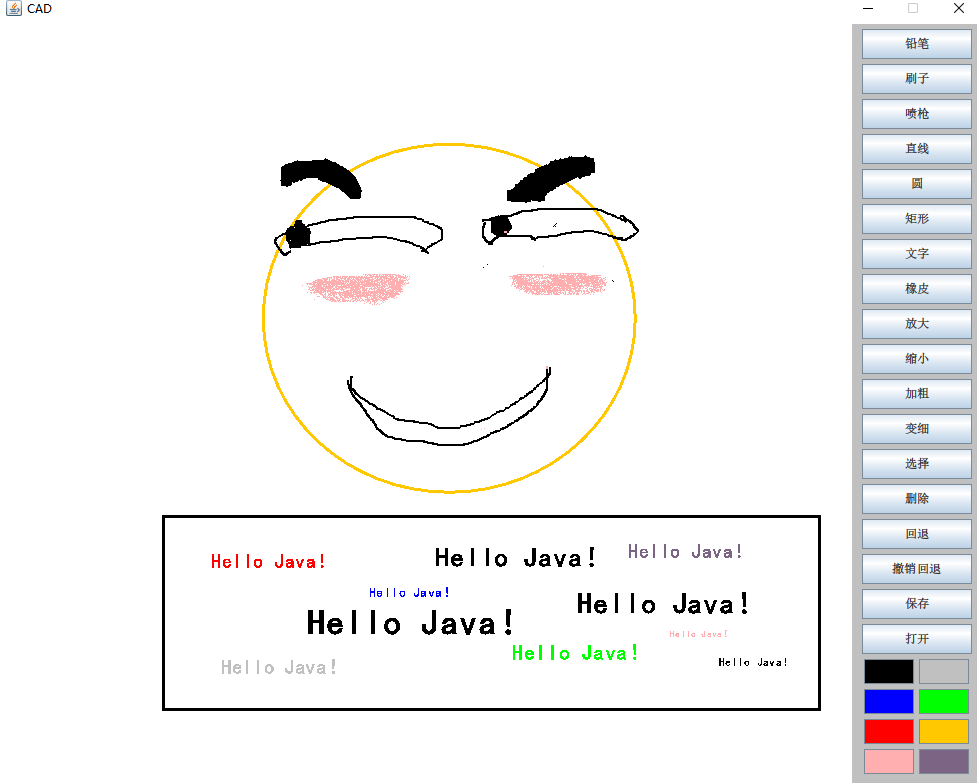 CAD
铅笔
刷子
喷枪
直线
圆
矩形
文字
橡皮
放大
缩小
加粗
变细
选择
删除
回退
撤销回退
保存
打开
Hello Java!
Hello Java!
Hello Java!
Hello Java!
Hello Java!
Hello Java!
Hello Java!
Hello Java!
Hello Java!
Hello Java!